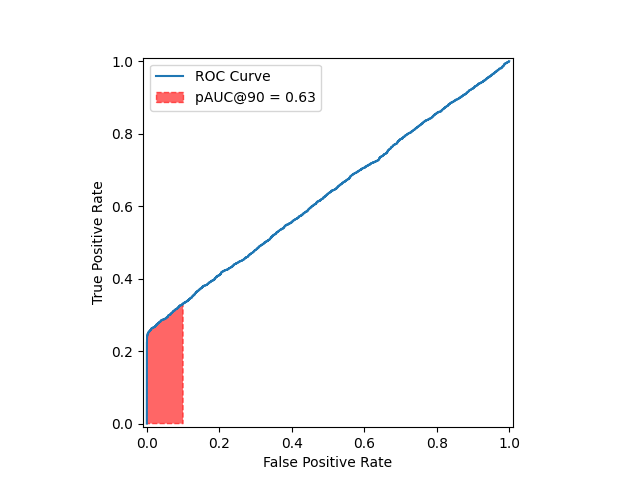 ROC Curve
pAUC@90 = 0.63
1.0
0.8
0.6
0.4
0.2
0.0
True Positive Rate
0.0 0.2 0.4 0.6 0.8 1.0
False Positive Rate